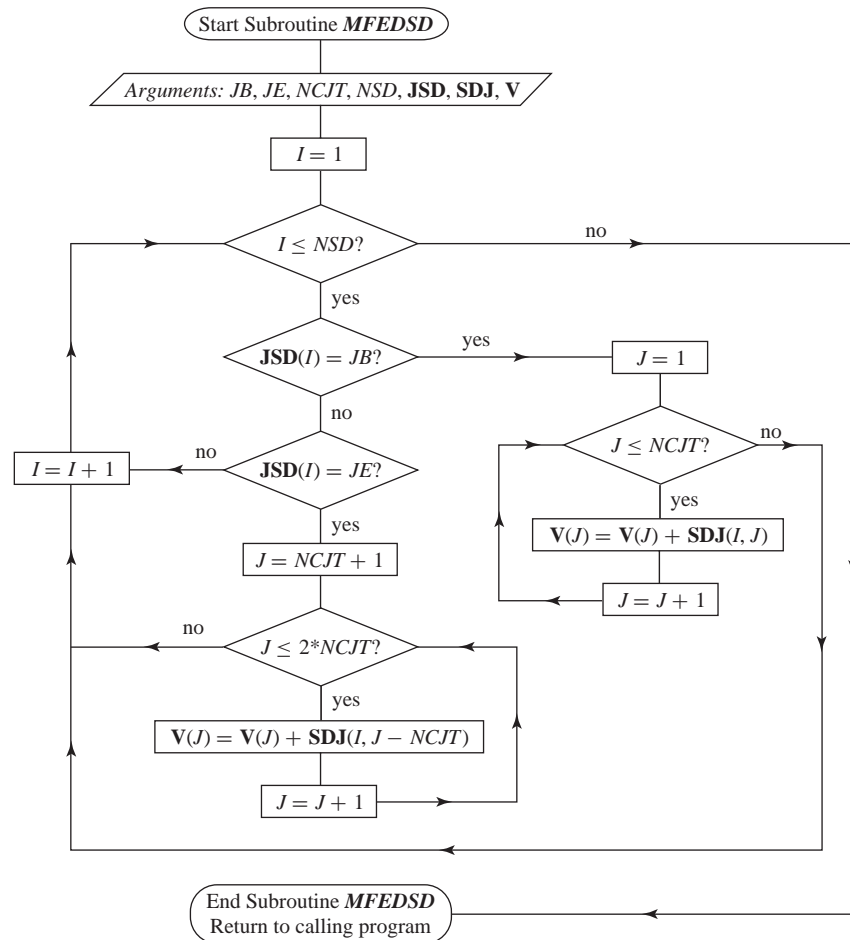 Start Subroutine MFEDSD
Arguments: JB, JE, NCJT, NSD, JSD, SDJ, V
I = 1
I ≤ NSD?
no
yes
JSD(I) = JB?
yes
J = 1
no
J ≤ NCJT?
no
I = I + 1
no
JSD(I) = JE?
yes
yes
V(J) = V(J) + SDJ(I, J)
J = NCJT + 1
J = J + 1
no
J ≤ 2*NCJT?
yes
V(J) = V(J) + SDJ(I, J − NCJT)
J = J + 1
End Subroutine MFEDSD
Return to calling program